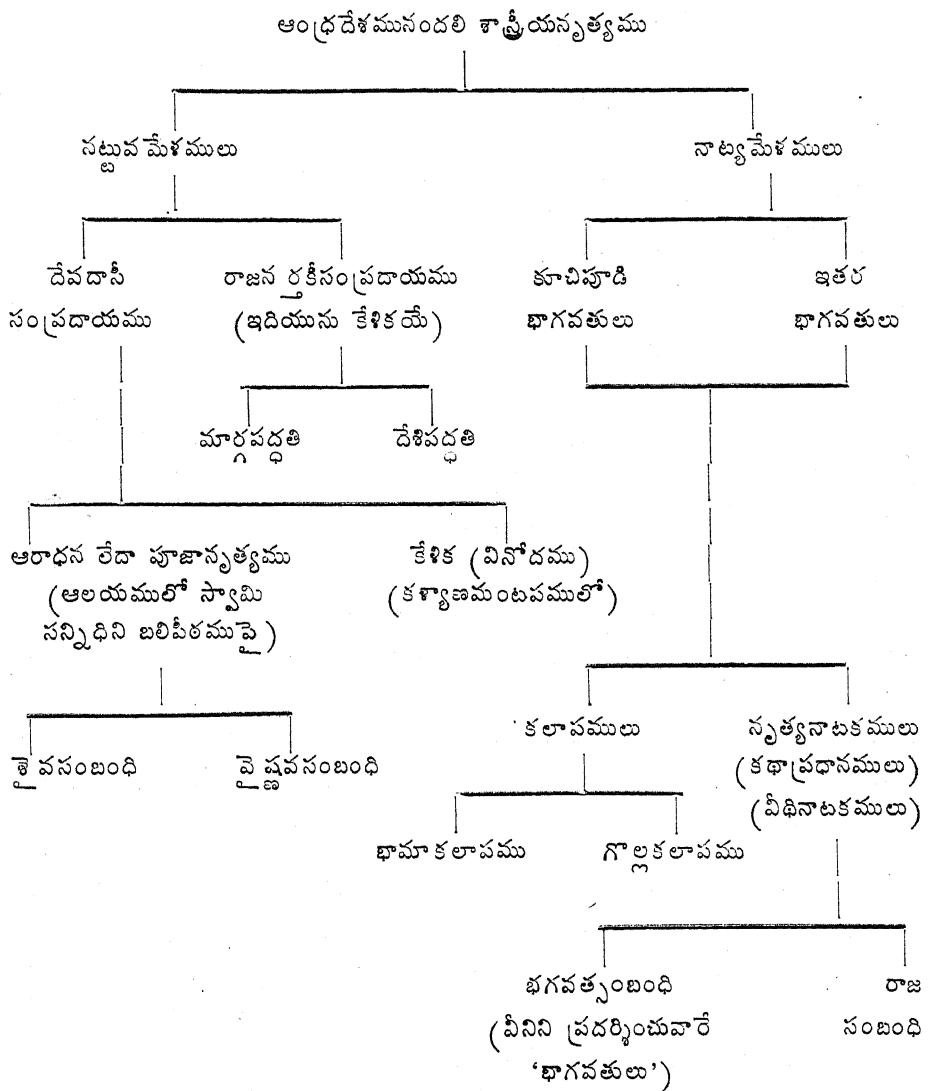 ఆంధ్రదేశమునందలి శాస్త్రీయనృత్యము
నట్టువమేళములు
నాట్యమేళములు
దేవదాసీ
సంప్రదాయము
రాజనర్తకీసంప్రదాయము
(ఇదియును కేళికయే)
కూచిపూడి
భాగవతులు
ఇతర
భాగవతులు
మార్గపద్ధతి
దేశిపద్ధతి
ఆరాధన లేదా పూజానృత్యము
(ఆలయములో స్వామి
సన్నిధిని బలిపీఠముపై)
కేళిక (వినోదము)
(కళ్యాణమంటపములో)
శైవసంబంధి
వైష్ణవసంబంధి
కలాపములు
నృత్యనాటకములు
(కథాప్రధానములు)
(వీథినాటకములు)
భామాకలాపము
గొల్లకలాపము
భగవత్సంబంధి
(వీనిని ప్రదర్శించువారే
‘భాగవతులు’)
రాజ
సంబంధి